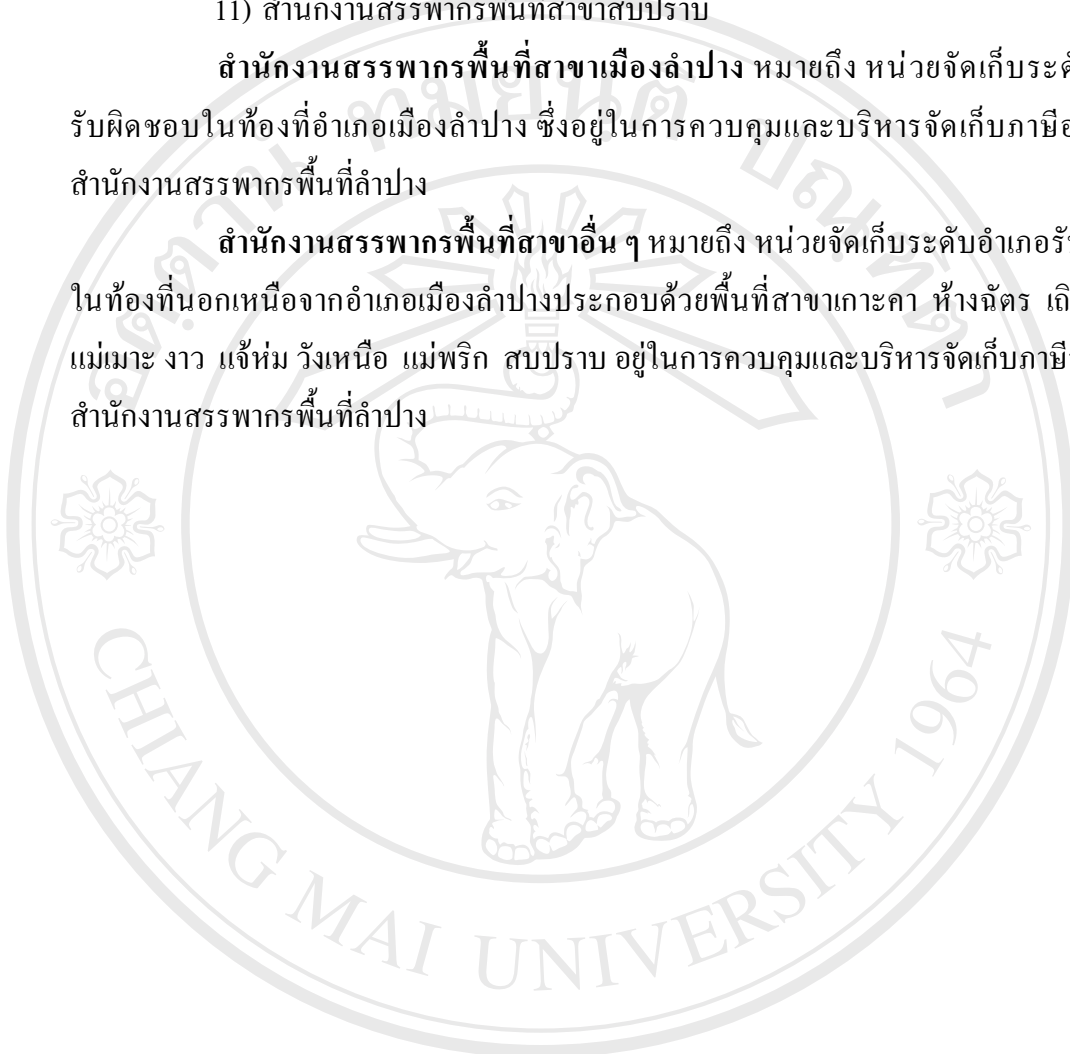 11) สำนักงานสรรพากรพื้นที่สาขาสบปราบ
สำนักงานสรรพากรพื้นที่สาขาเมืองลำปาง หมายถึง หน่วยจัดเก็บระดั
รับผิดชอบในท้องที่อำเภอเมืองลำปาง ซึ่งอยู่ในการควบคุมและบริหารจัดเก็บภาษีอ
สำนักงานสรรพากรพื้นที่ลำปาง
สำนักงานสรรพากรพื้นที่สาขาอื่น ๆ หมายถึง หน่วยจัดเก็บระดับอำเภอรับ
ในท้องที่นอกเหนือจากอำเภอเมืองลำปางประกอบด้วยพื้นที่สาขาเกาะคา ห้างฉัตร เถิ
แม่เมาะ งาว แจ้ห่ม วังเหนือ แม่พริก สบปราบ อยู่ในการควบคุมและบริหารจัดเก็บภาษี
สำนักงานสรรพากรพื้นที่ลำปาง
อตฺตานํ ทมยนฺติ ปณฺฑิตา
CHIANG MAI UNIVERSITY 1964